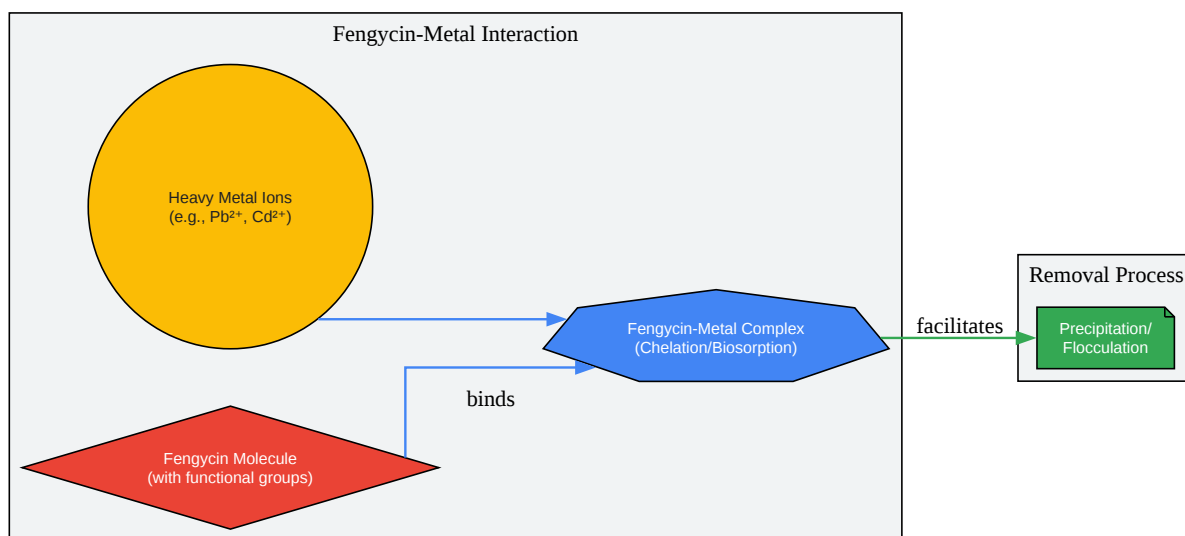 Fengycin-Metal Interaction
Heavy Metal Ions
(e.g., Pb²⁺, Cd²⁺)
Fengycin Molecule
(with functional groups)
binds
Fengycin-Metal Complex
(Chelation/Biosorption)
facilitates
Removal Process
Precipitation/
Flocculation